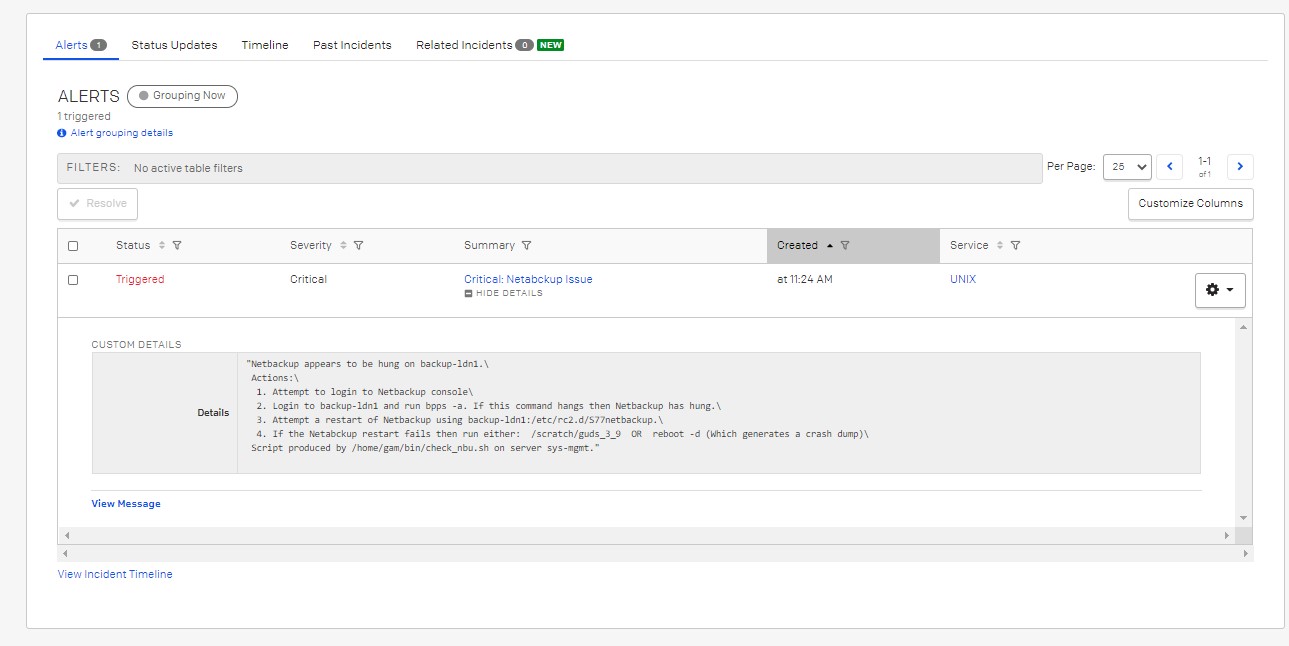 Alerts 1 Status Updates Timeline Past Incidents Related Incidents 0 NEW
ALERTS Grouping Now
1 triggered
Alert grouping details
FILTERS: No active table filters Per Page: 25 1-1
of 1
Resolve Customize Columns
Status Severity Summary Created Service
Triggered Critical Critical: Netabckup Issue at 11:24 AM UNIX
HIDE DETAILS
CUSTOM DETAILS
"Netbackup appears to be hung on backup-ldn1.\
Actions:\
1. Attempt to login to Netbackup console\
2. Login to backup-ldn1 and run bpps -a. If this command hangs then Netbackup has hung.\
Details
3. Attempt a restart of Netbackup using backup-ldn1:/etc/rc2.d/S77netbackup.\
4. If the Netabckup restart fails then run either: /scratch/guds_3_9 OR reboot -d (Which generates a crash dump)\
Script produced by /home/gam/bin/check_nbu.sh on server sys-mgmt."
View Message
View Incident Timeline